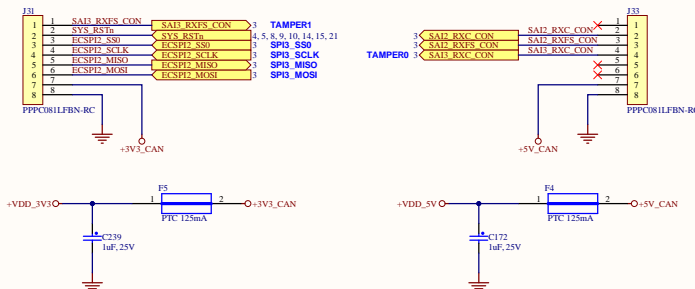 J31
1 SAI3_RXFS_CON SAI3_RXFS_CON 3 TAMPER1
2 SYS_RSTn SYS_RSTn 4, 5, 8, 9, 10, 14, 15, 21
3 ECSPI2_SS0 ECSPI2_SS0 3 SPI3_SS0
4 ECSPI2_SCLK ECSPI2_SCLK 3 SPI_SCLK
5 ECSPI2_MISO ECSPI2_MISO 3 SPI3_MISO
6 ECSPI2_MOSI ECSPI2_MOSI 3 SPI3_MOSI
7
8
PPPC081LFBN-RC
+3V3_CAN
J33
1
3 SAI2_RXC_CON SAI2_RXC_CON 2
3 SAI2_RXFS_CON SAI2_RXFS_CON 3
TAMPER0 3 SAI3_RXC_CON SAI3_RXC_CON 4
5
6
7
8
PPPC081LFBN-RC
+5V_CAN
F5
+VDD_3V3 1 2 +3V3_CAN
PTC 125mA
C239
1uF, 25V
F4
+VDD_5V 1 2 +5V_CAN
PTC 125mA
C172
1uF, 25V